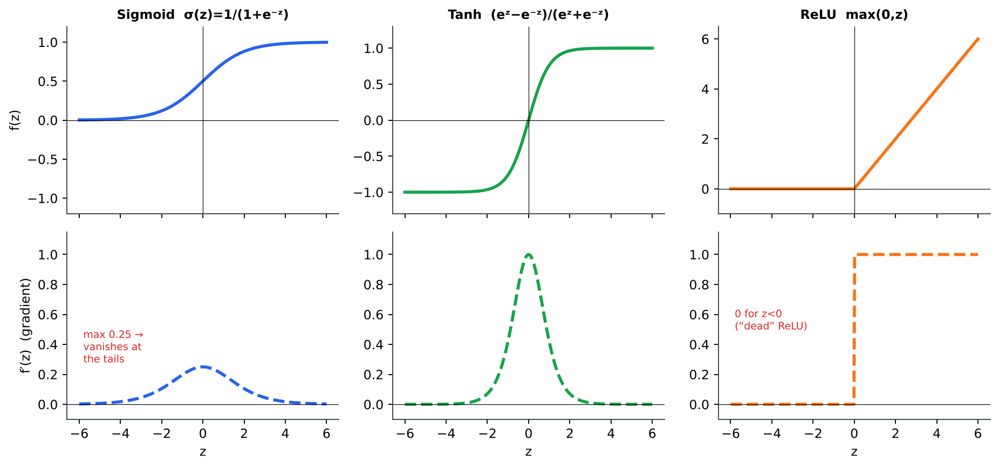 Sigmoid σ(z)=1/(1+e⁻ᶻ)
Tanh (eᶻ−e⁻ᶻ)/(eᶻ+e⁻ᶻ)
ReLU max(0,z)
f(z)
1.0
0.5
0.0
−0.5
−1.0
1.0
0.5
0.0
−0.5
−1.0
6
4
2
0
f′(z) (gradient)
1.0
0.8
0.6
0.4
0.2
0.0
max 0.25 →
vanishes at
the tails
−6 −4 −2 0 2 4 6
z
1.0
0.8
0.6
0.4
0.2
0.0
−6 −4 −2 0 2 4 6
z
1.0
0.8
0.6
0.4
0.2
0.0
0 for z<0
(“dead” ReLU)
−6 −4 −2 0 2 4 6
z